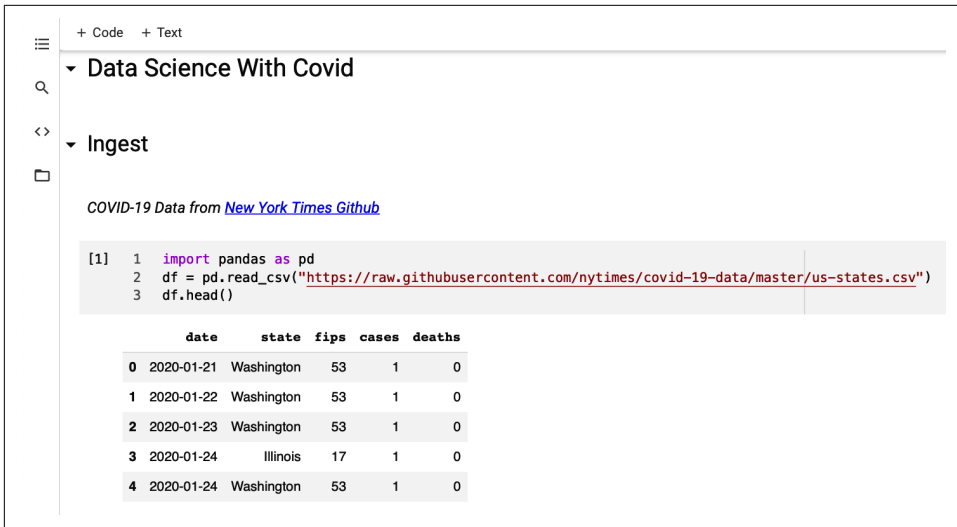 + Code + Text
Data Science With Covid
Ingest
COVID-19 Data from New York Times Github
[1] 1 import pandas as pd
2 df = pd.read_csv("https://raw.githubusercontent.com/nytimes/covid-19-data/master/us-states.csv")
3 df.head()
date state fips cases deaths
0 2020-01-21 Washington 53 1 0
1 2020-01-22 Washington 53 1 0
2 2020-01-23 Washington 53 1 0
3 2020-01-24 Illinois 17 1 0
4 2020-01-24 Washington 53 1 0